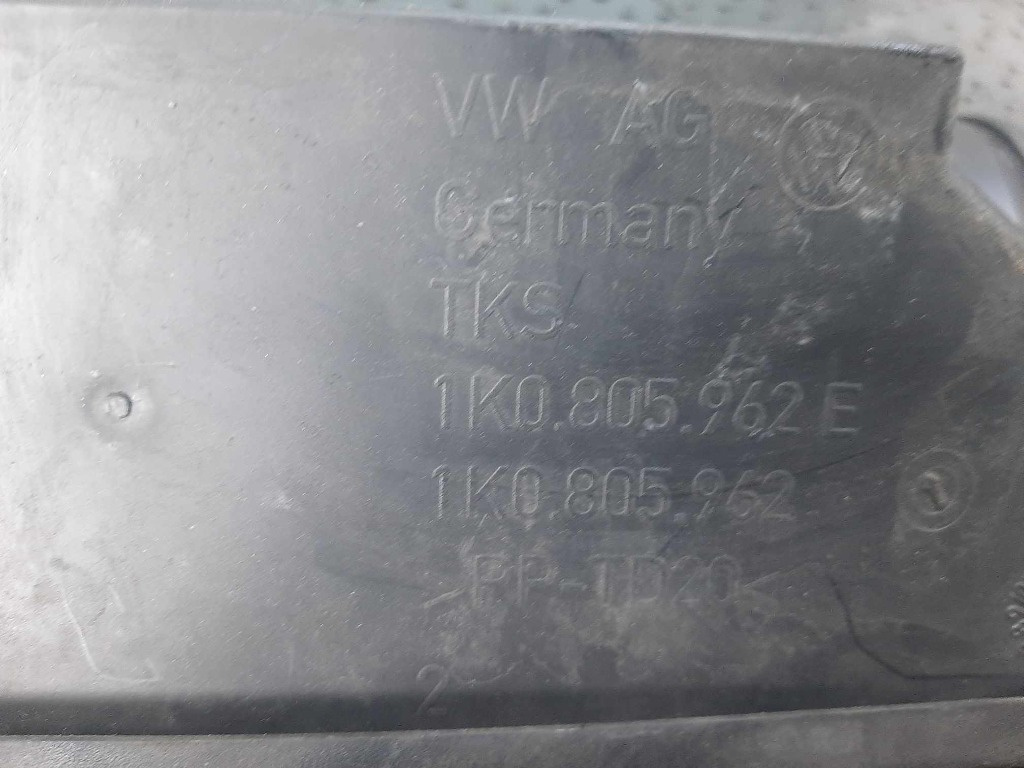 VW AG
Germany
TKS
1K0.805.962 E
1K0.805.962
>PP-TD20<
2